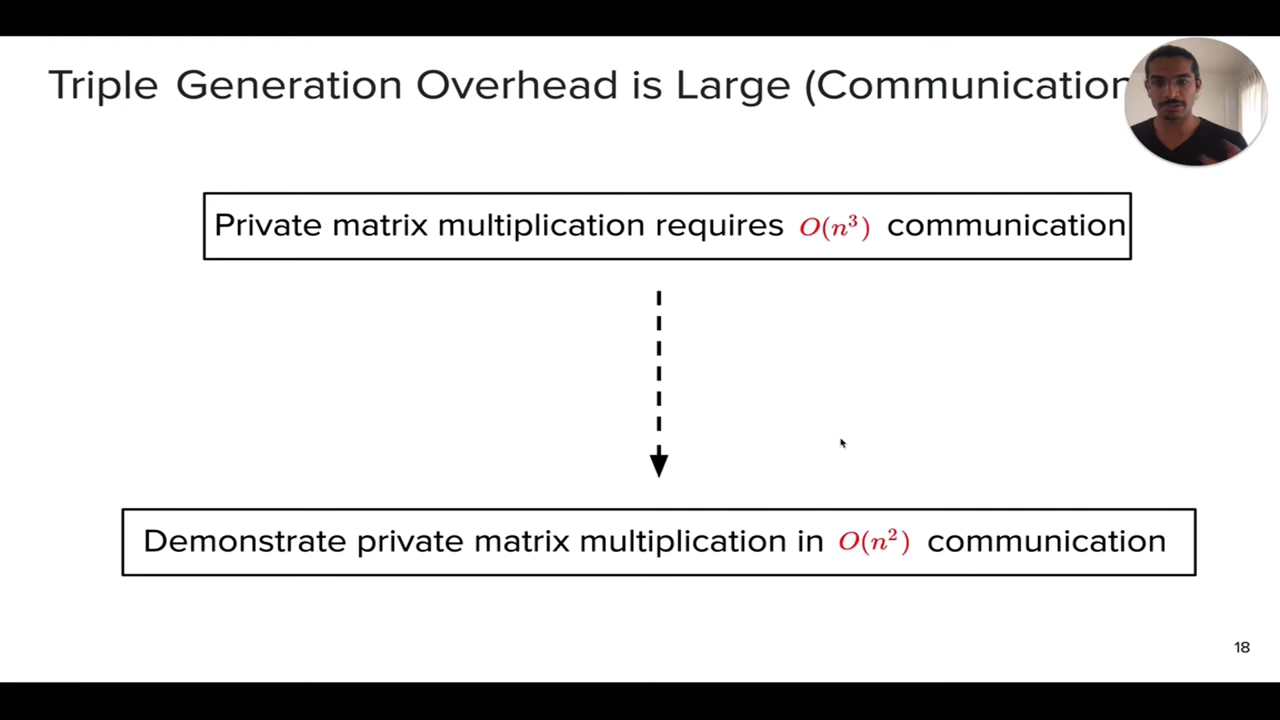 Triple Generation Overhead is Large (Communication
Private matrix multiplication requires O(n³) communication
Demonstrate private matrix multiplication in O(n²) communication
18